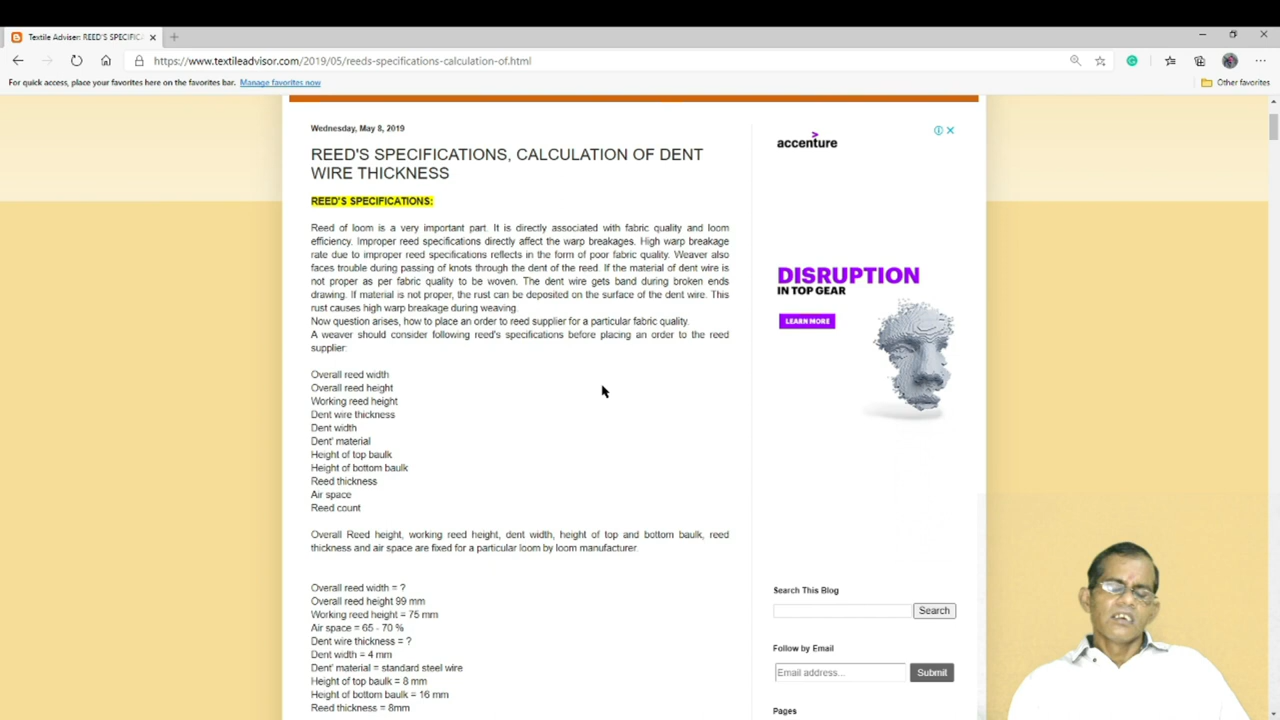 Textile Adviser: REED'S SPECIFIC
https://www.textileadvisor.com/2019/05/reeds-specifications-calculation-of.html
For quick access, place your favorites here on the favorites bar. Manage favorites now
Other favorites
Wednesday, May 8, 2019
REED'S SPECIFICATIONS, CALCULATION OF DENT
WIRE THICKNESS
REED'S SPECIFICATIONS:
Reed of loom is a very important part. It is directly associated with fabric quality and loom
efficiency. Improper reed specifications directly affect the warp breakages. High warp breakage
rate due to improper reed specifications reflects in the form of poor fabric quality. Weaver also
faces trouble during passing of knots through the dent of the reed. If the material of dent wire is
not proper as per fabric quality to be woven. The dent wire gets band during broken ends
drawing. If material is not proper, the rust can be deposited on the surface of the dent wire. This
rust causes high warp breakage during weaving.
Now question arises, how to place an order to reed supplier for a particular fabric quality.
A weaver should consider following reed's specifications before placing an order to the reed
supplier:
Overall reed width
Overall reed height
Working reed height
Dent wire thickness
Dent width
Dent' material
Height of top baulk
Height of bottom baulk
Reed thickness
Air space
Reed count
Overall Reed height, working reed height, dent width, height of top and bottom baulk, reed
thickness and air space are fixed for a particular loom by loom manufacturer.
Overall reed width = ?
Overall reed height 99 mm
Working reed height = 75 mm
Air space = 65 - 70 %
Dent wire thickness = ?
Dent width = 4 mm
Dent' material = standard steel wire
Height of top baulk = 8 mm
Height of bottom baulk = 16 mm
Reed thickness = 8mm
accenture
DISRUPTION
IN TOP GEAR
LEARN MORE
Search This Blog
Search
Follow by Email
Email address...
Submit
Pages